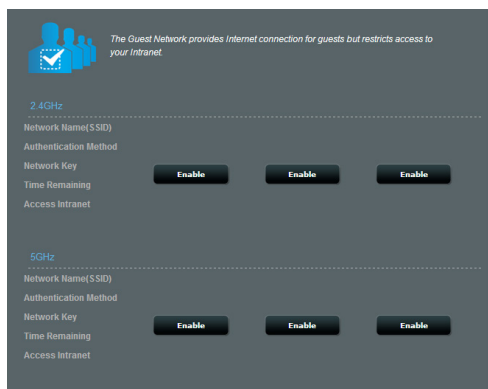 The Guest Network provides Internet connection for guests but restricts access to
your Intranet.
2.4GHz
Network Name(SSID)
Authentication Method
Network Key
Enable Enable Enable
Time Remaining
Access Intranet
5GHz
Network Name(SSID)
Authentication Method
Network Key
Enable Enable Enable
Time Remaining
Access Intranet